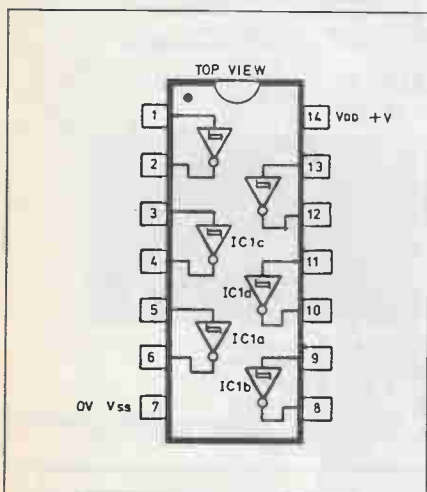 TOP VIEW
1
14 VDD +V
2
13
3
12
IC1c
4
11
5
IC1d
10
IC1a
6
9
IC1b
0V Vss 7
8